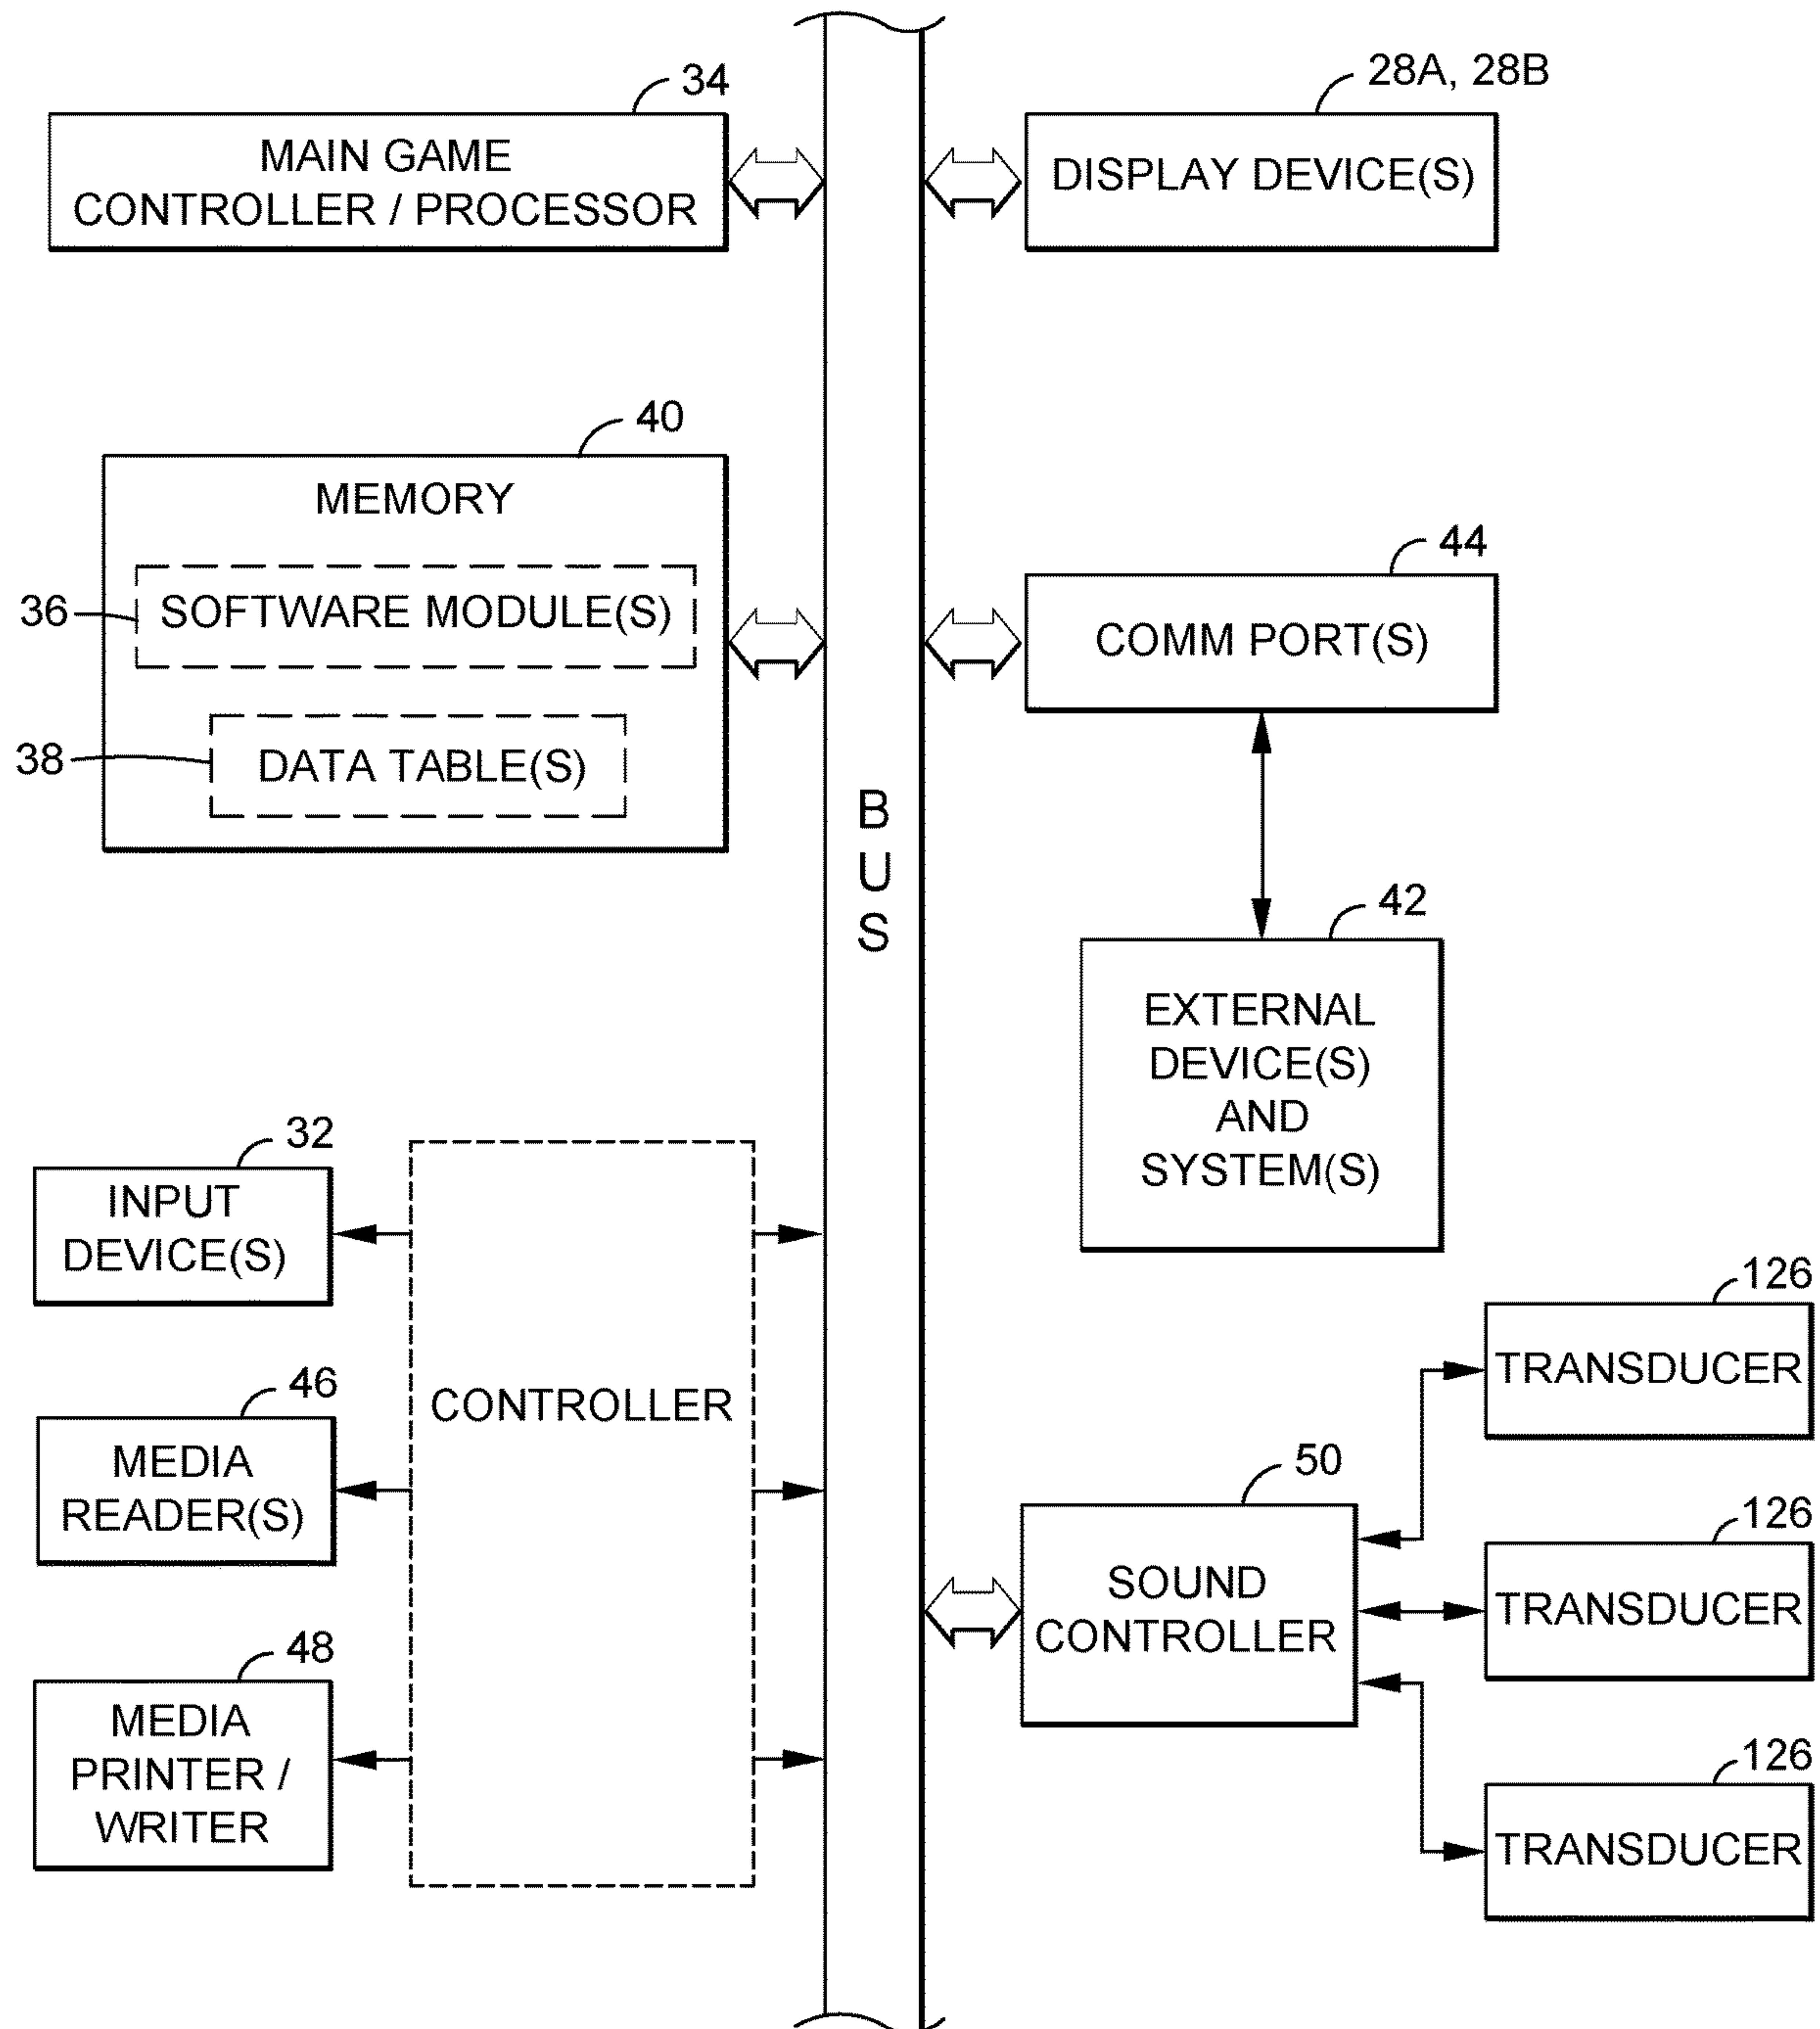 34
MAIN GAME
CONTROLLER / PROCESSOR
28A, 28B
DISPLAY DEVICE(S)
40
MEMORY
36
SOFTWARE MODULE(S)
38
DATA TABLE(S)
B
U
S
44
COMM PORT(S)
42
EXTERNAL
DEVICE(S)
AND
SYSTEM(S)
32
INPUT
DEVICE(S)
46
MEDIA
READER(S)
48
MEDIA
PRINTER /
WRITER
CONTROLLER
50
SOUND
CONTROLLER
126
TRANSDUCER
126
TRANSDUCER
126
TRANSDUCER